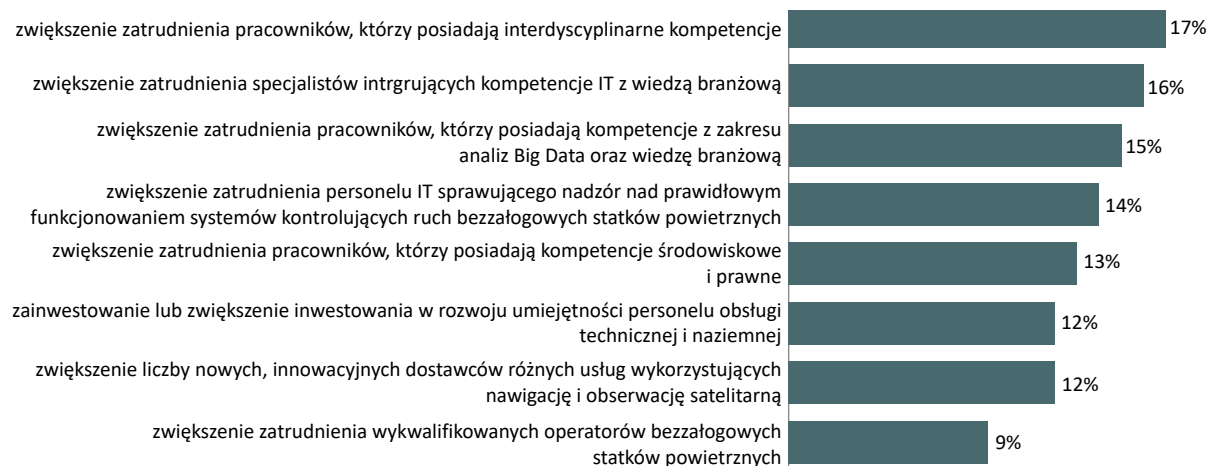 zwiększenie zatrudnienia pracowników, którzy posiadają interdyscyplinarne kompetencje
17%
zwiększenie zatrudnienia specjalistów intrgrujących kompetencje IT z wiedzą branżową
16%
zwiększenie zatrudnienia pracowników, którzy posiadają kompetencje z zakresu
analiz Big Data oraz wiedzę branżową
15%
zwiększenie zatrudnienia personelu IT sprawującego nadzór nad prawidłowym
funkcjonowaniem systemów kontrolujących ruch bezzałogowych statków powietrznych
14%
zwiększenie zatrudnienia pracowników, którzy posiadają kompetencje środowiskowe
i prawne
13%
zainwestowanie lub zwiększenie inwestowania w rozwoju umiejętności personelu obsługi
technicznej i naziemnej
12%
zwiększenie liczby nowych, innowacyjnych dostawców różnych usług wykorzystujących
nawigację i obserwację satelitarną
12%
zwiększenie zatrudnienia wykwalifikowanych operatorów bezzałogowych
statków powietrznych
9%